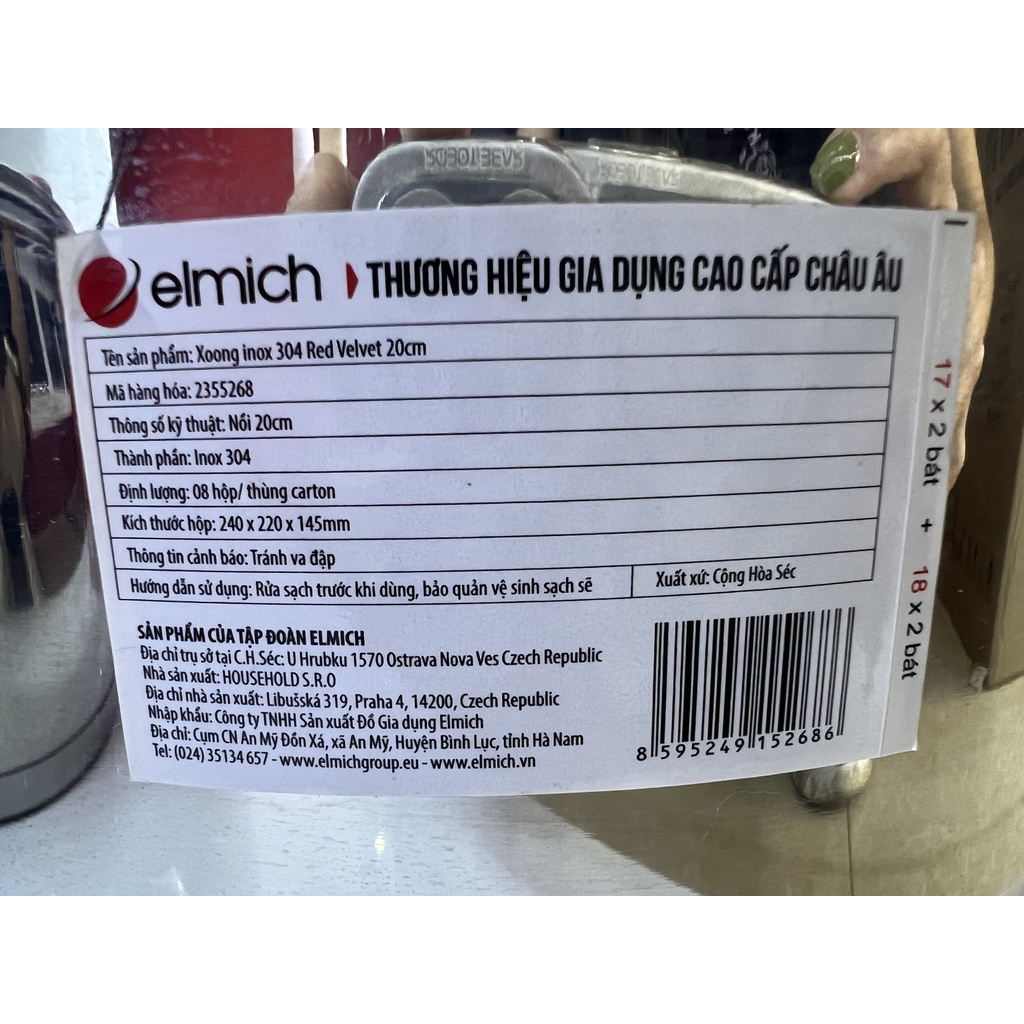 elmich THƯƠNG HIỆU GIA DỤNG CAO CẤP CHÂU ÂU
Tên sản phẩm: Xoong inox 304 Red Velvet 20cm
Mã hàng hóa: 2355268
Thông số kỹ thuật: Nồi 20cm
Thành phần: Inox 304
Định lượng: 08 hộp/ thùng carton
Kích thước hộp: 240 x 220 x 145mm
Thông tin cảnh báo: Tránh va đập
Hướng dẫn sử dụng: Rửa sạch trước khi dùng, bảo quản vệ sinh sạch sẽ
Xuất xứ: Cộng Hòa Séc
SẢN PHẨM CỦA TẬP ĐOÀN ELMICH
Địa chỉ trụ sở tại C.H.Séc: U Hrubku 1570 Ostrava Nova Ves Czech Republic
Nhà sản xuất: HOUSEHOLD S.R.O
Địa chỉ nhà sản xuất: Libušská 319, Praha 4, 14200, Czech Republic
Nhập khẩu: Công ty TNHH Sản xuất Đồ Gia dụng Elmich
Địa chỉ: Cụm CN An Mỹ Đồn Xá, xã An Mỹ, Huyện Bình Lục, tỉnh Hà Nam
Tel: (024) 35134 657 - www.elmichgroup.eu - www.elmich.vn
8 595249 152686
17 x 2 bát + 18 x 2 bát